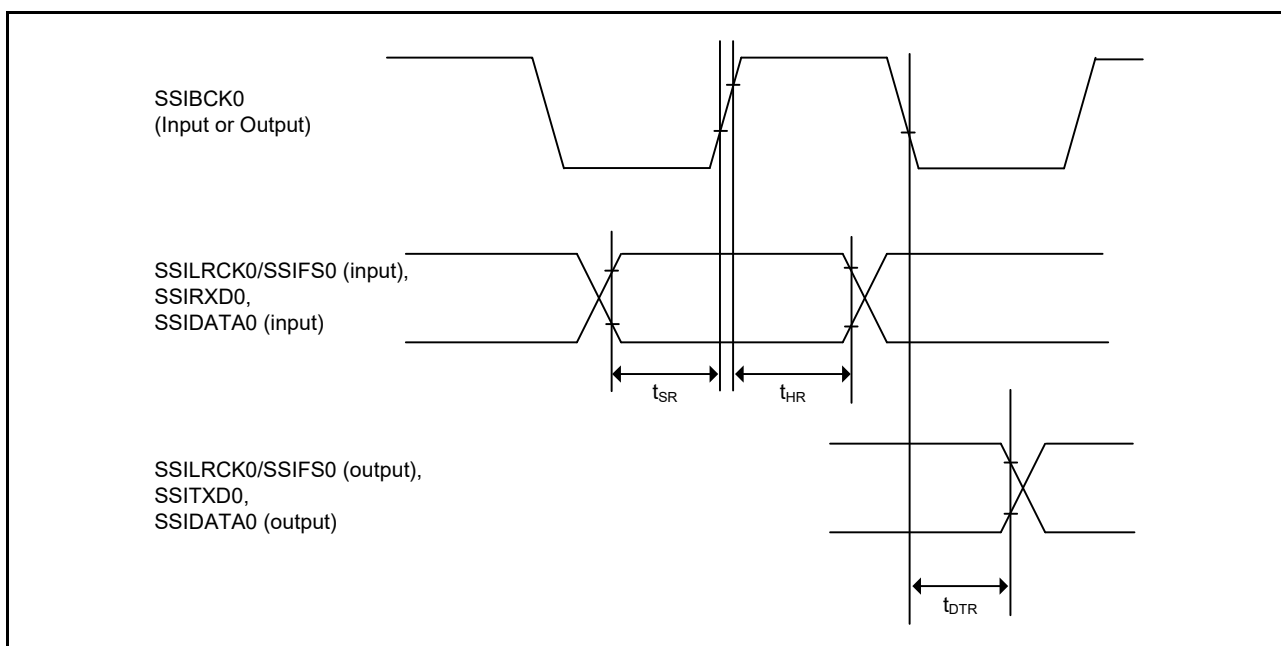 SSIBCK0
(Input or Output)
SSILRCK0/SSIFS0 (input),
SSIRXD0,
SSIDATA0 (input)
tSR
tHR
SSILRCK0/SSIFS0 (output),
SSITXD0,
SSIDATA0 (output)
tDTR